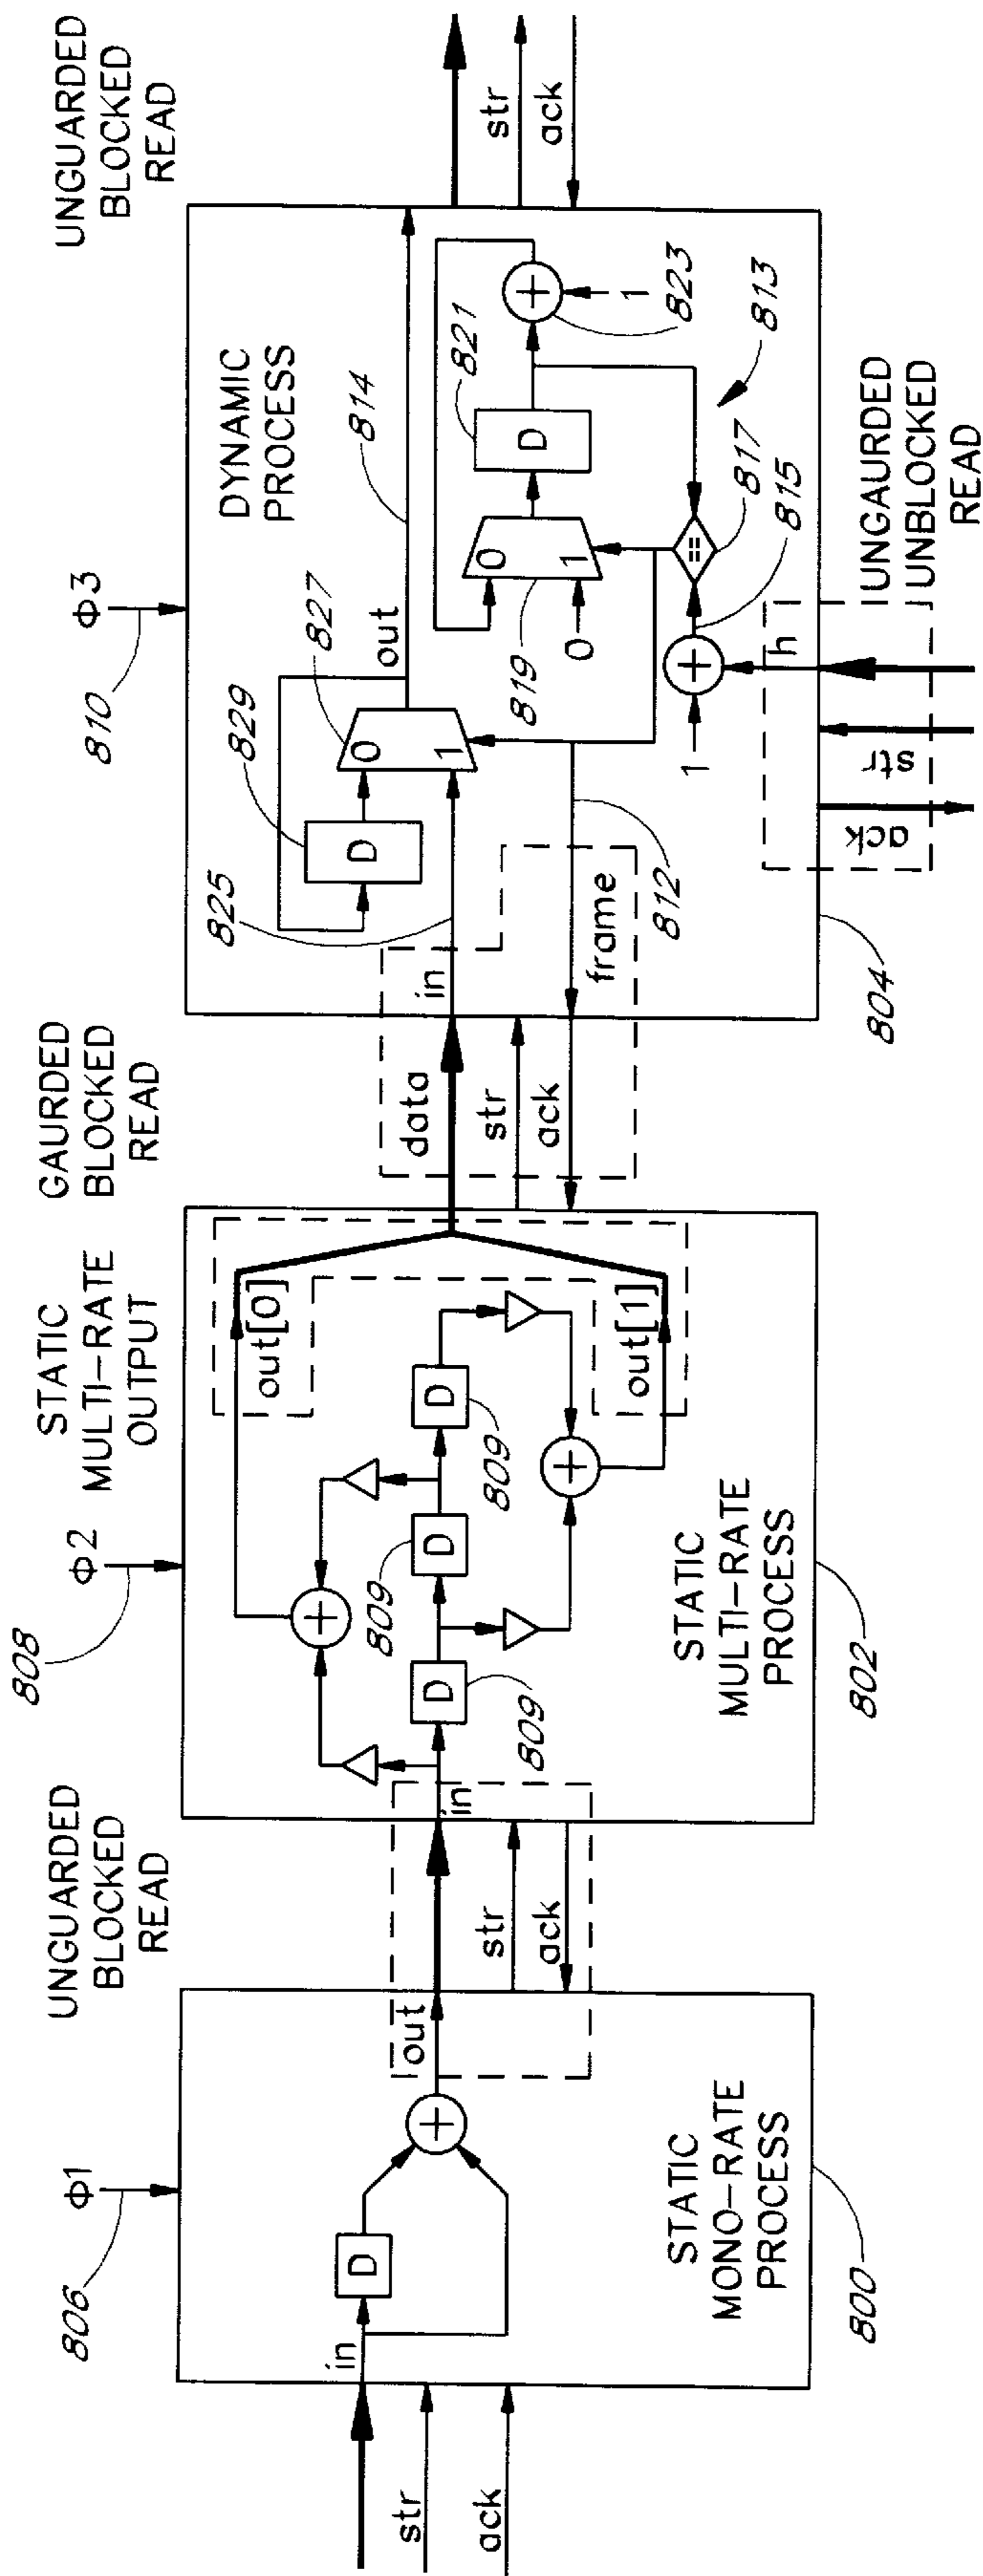 UNGUARDED
BLOCKED
READ
STATIC
MULTI-RATE
OUTPUT
GAURDED
BLOCKED
READ
UNGUARDED
BLOCKED
READ
806
Φ1
in
D
+
out
str
ack
str
ack
STATIC
MONO-RATE
PROCESS
800
808
Φ2
in
D
D
D
809
809
809
+
+
out[0]
out[1]
STATIC
MULTI-RATE
PROCESS
802
data
str
ack
810
Φ3
DYNAMIC
PROCESS
in
825
D
829
0
1
827
out
814
frame
812
0
1
819
0
D
821
+
1
823
813
==
817
815
+
1
h
str
ack
UNGAURDED
UNBLOCKED
READ
804
str
ack